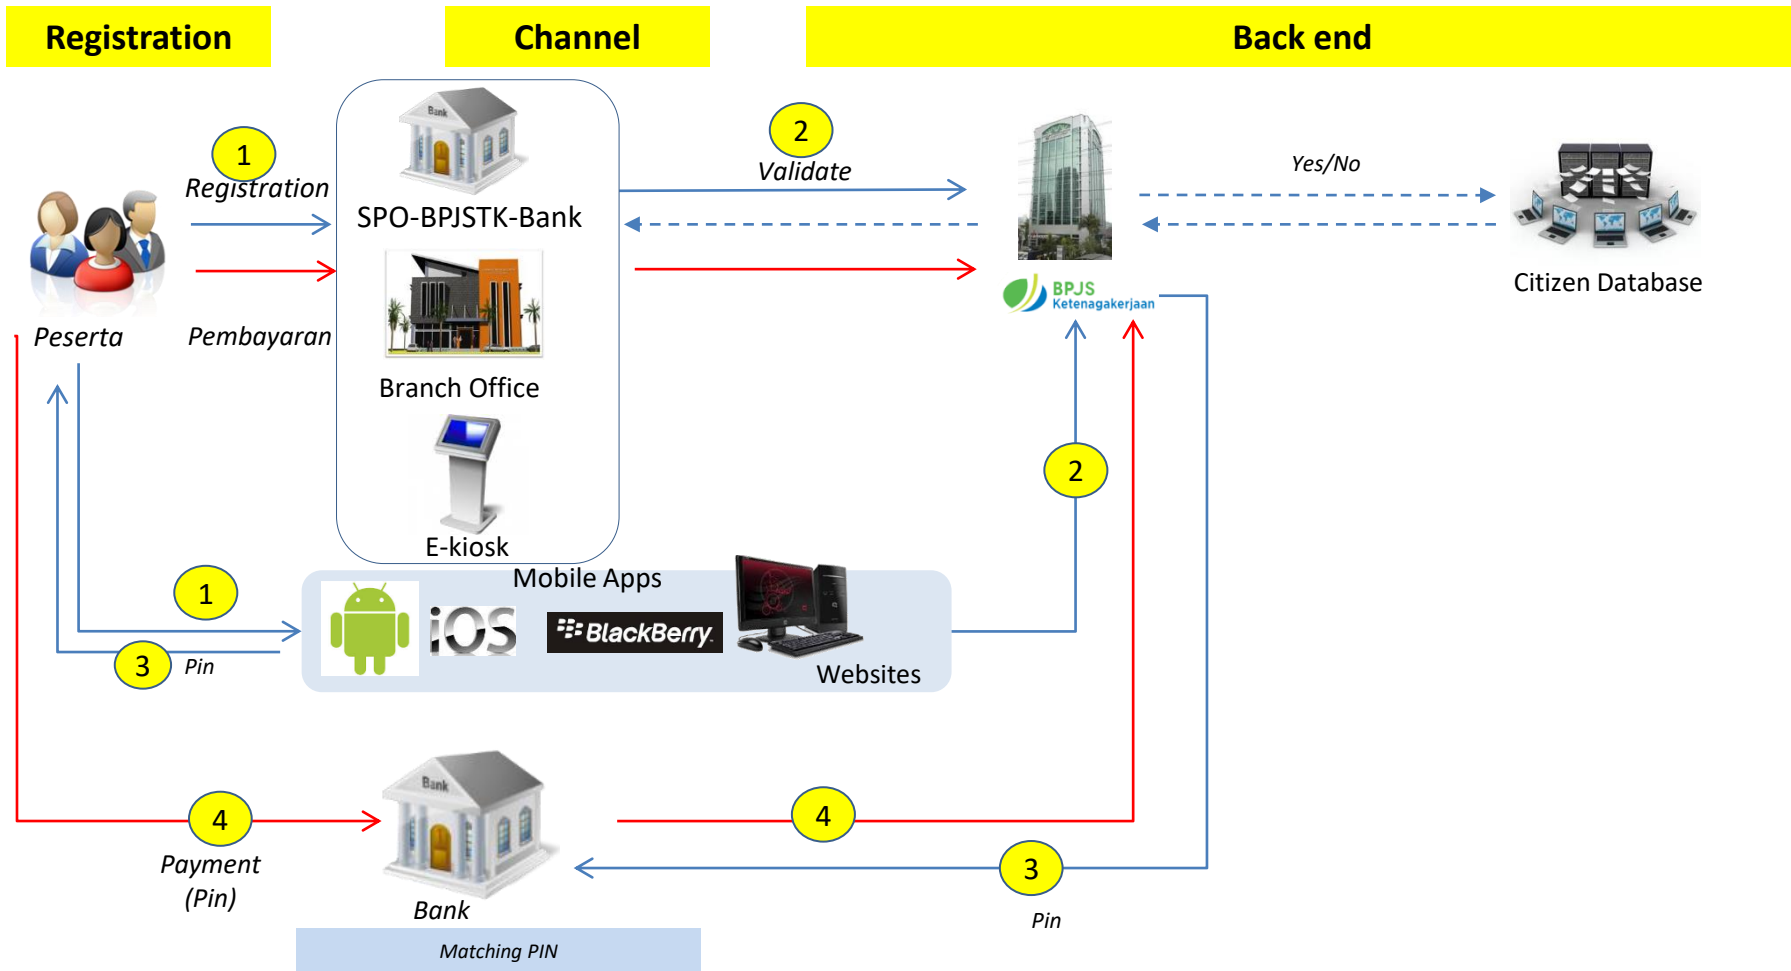 Registration
Channel
Back end
Bank
1
Registration
SPO-BPJSTK-Bank
2
Validate
Yes/No
Citizen Database
BPJS
Ketenagakerjaan
Peserta
Pembayaran
Branch Office
E-kiosk
2
Mobile Apps
1
iOS
BlackBerry
Websites
3
Pin
Bank
4
Payment
(Pin)
4
3
Pin
Bank
Matching PIN